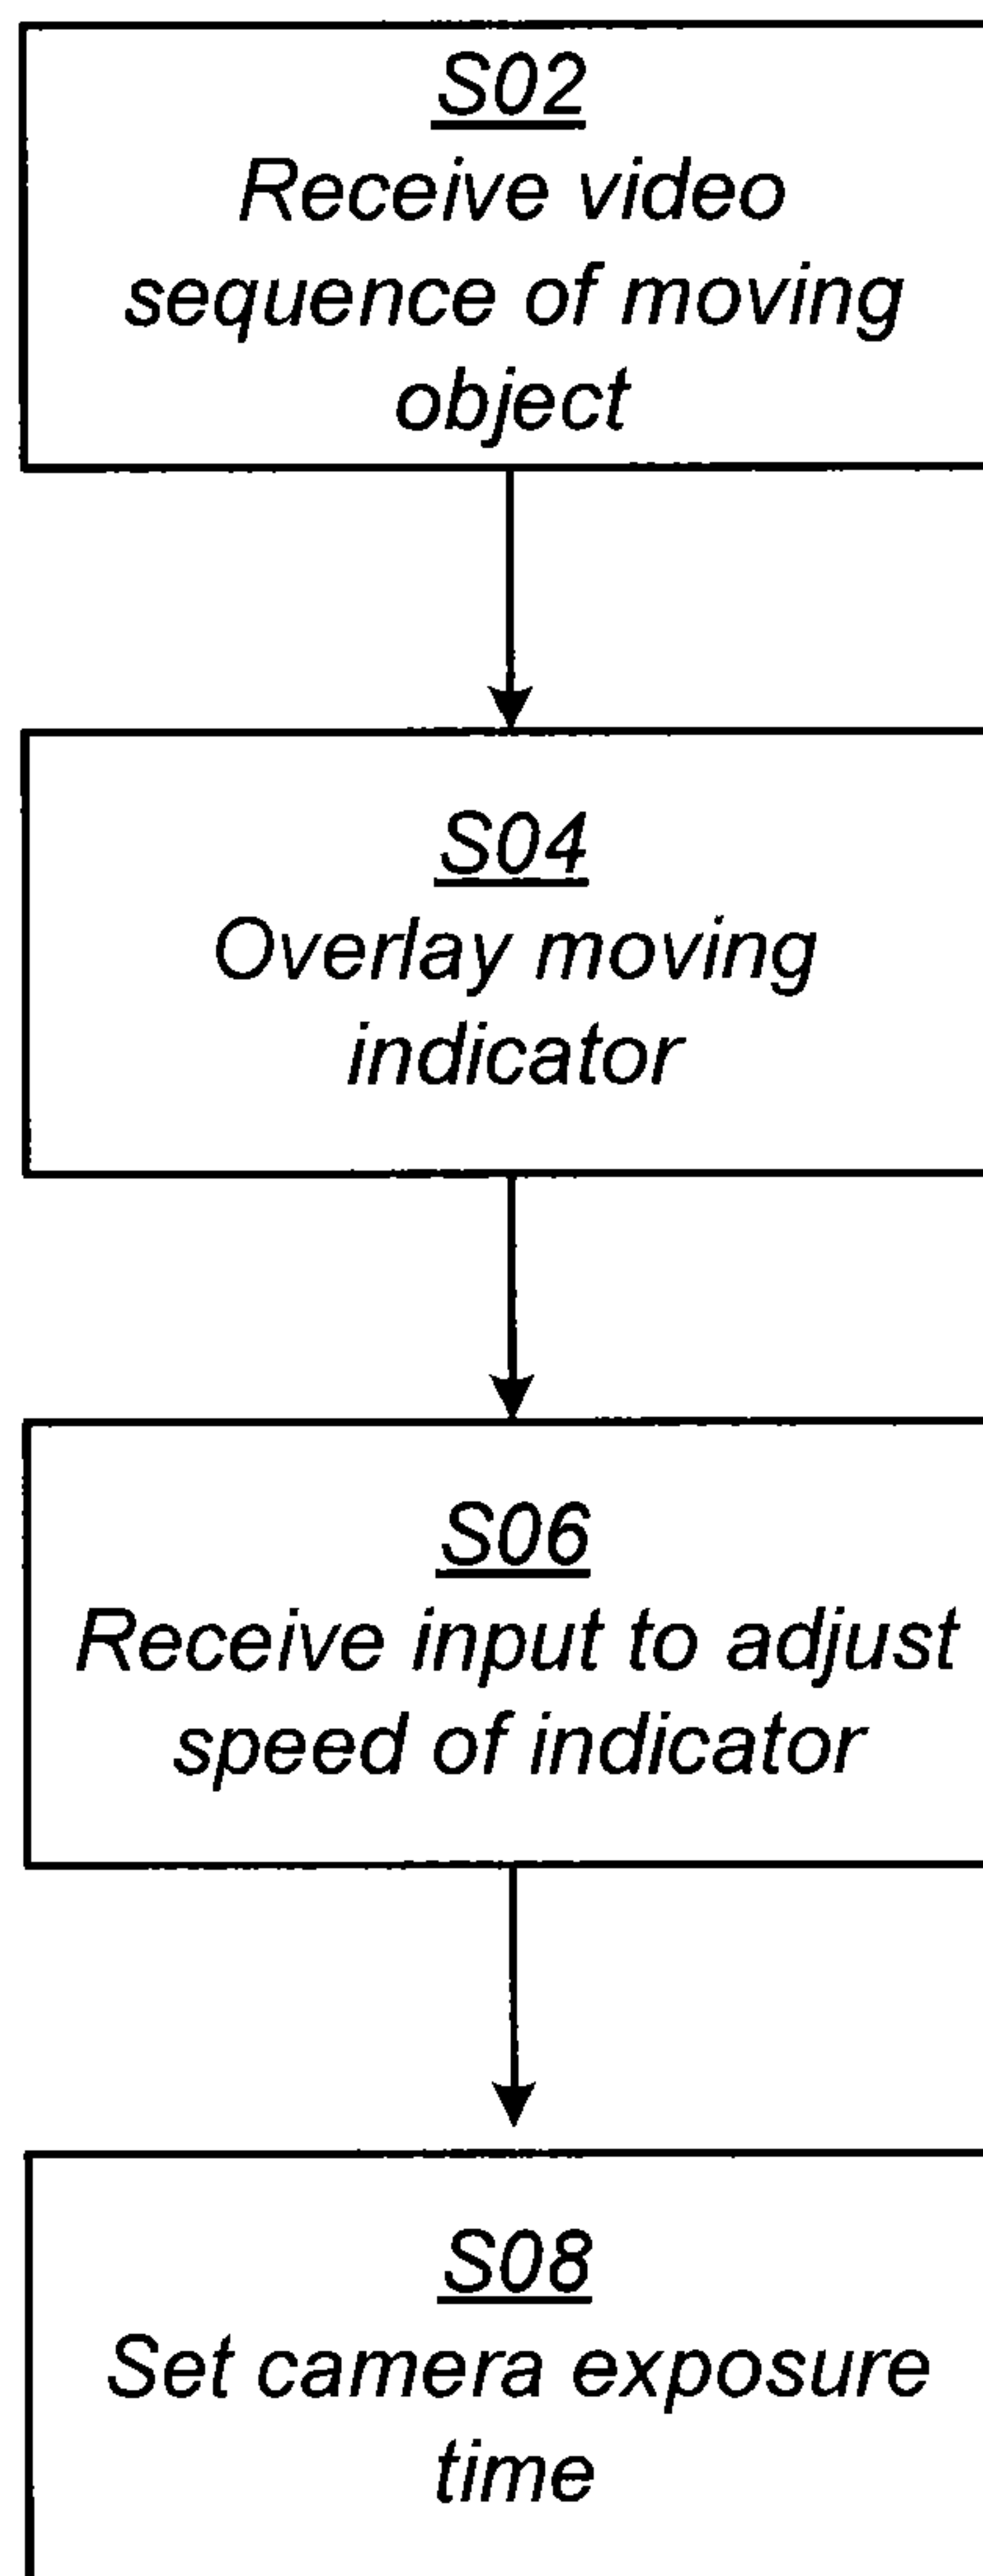 S02
Receive video
sequence of moving
object
S04
Overlay moving
indicator
S06
Receive input to adjust
speed of indicator
S08
Set camera exposure
time